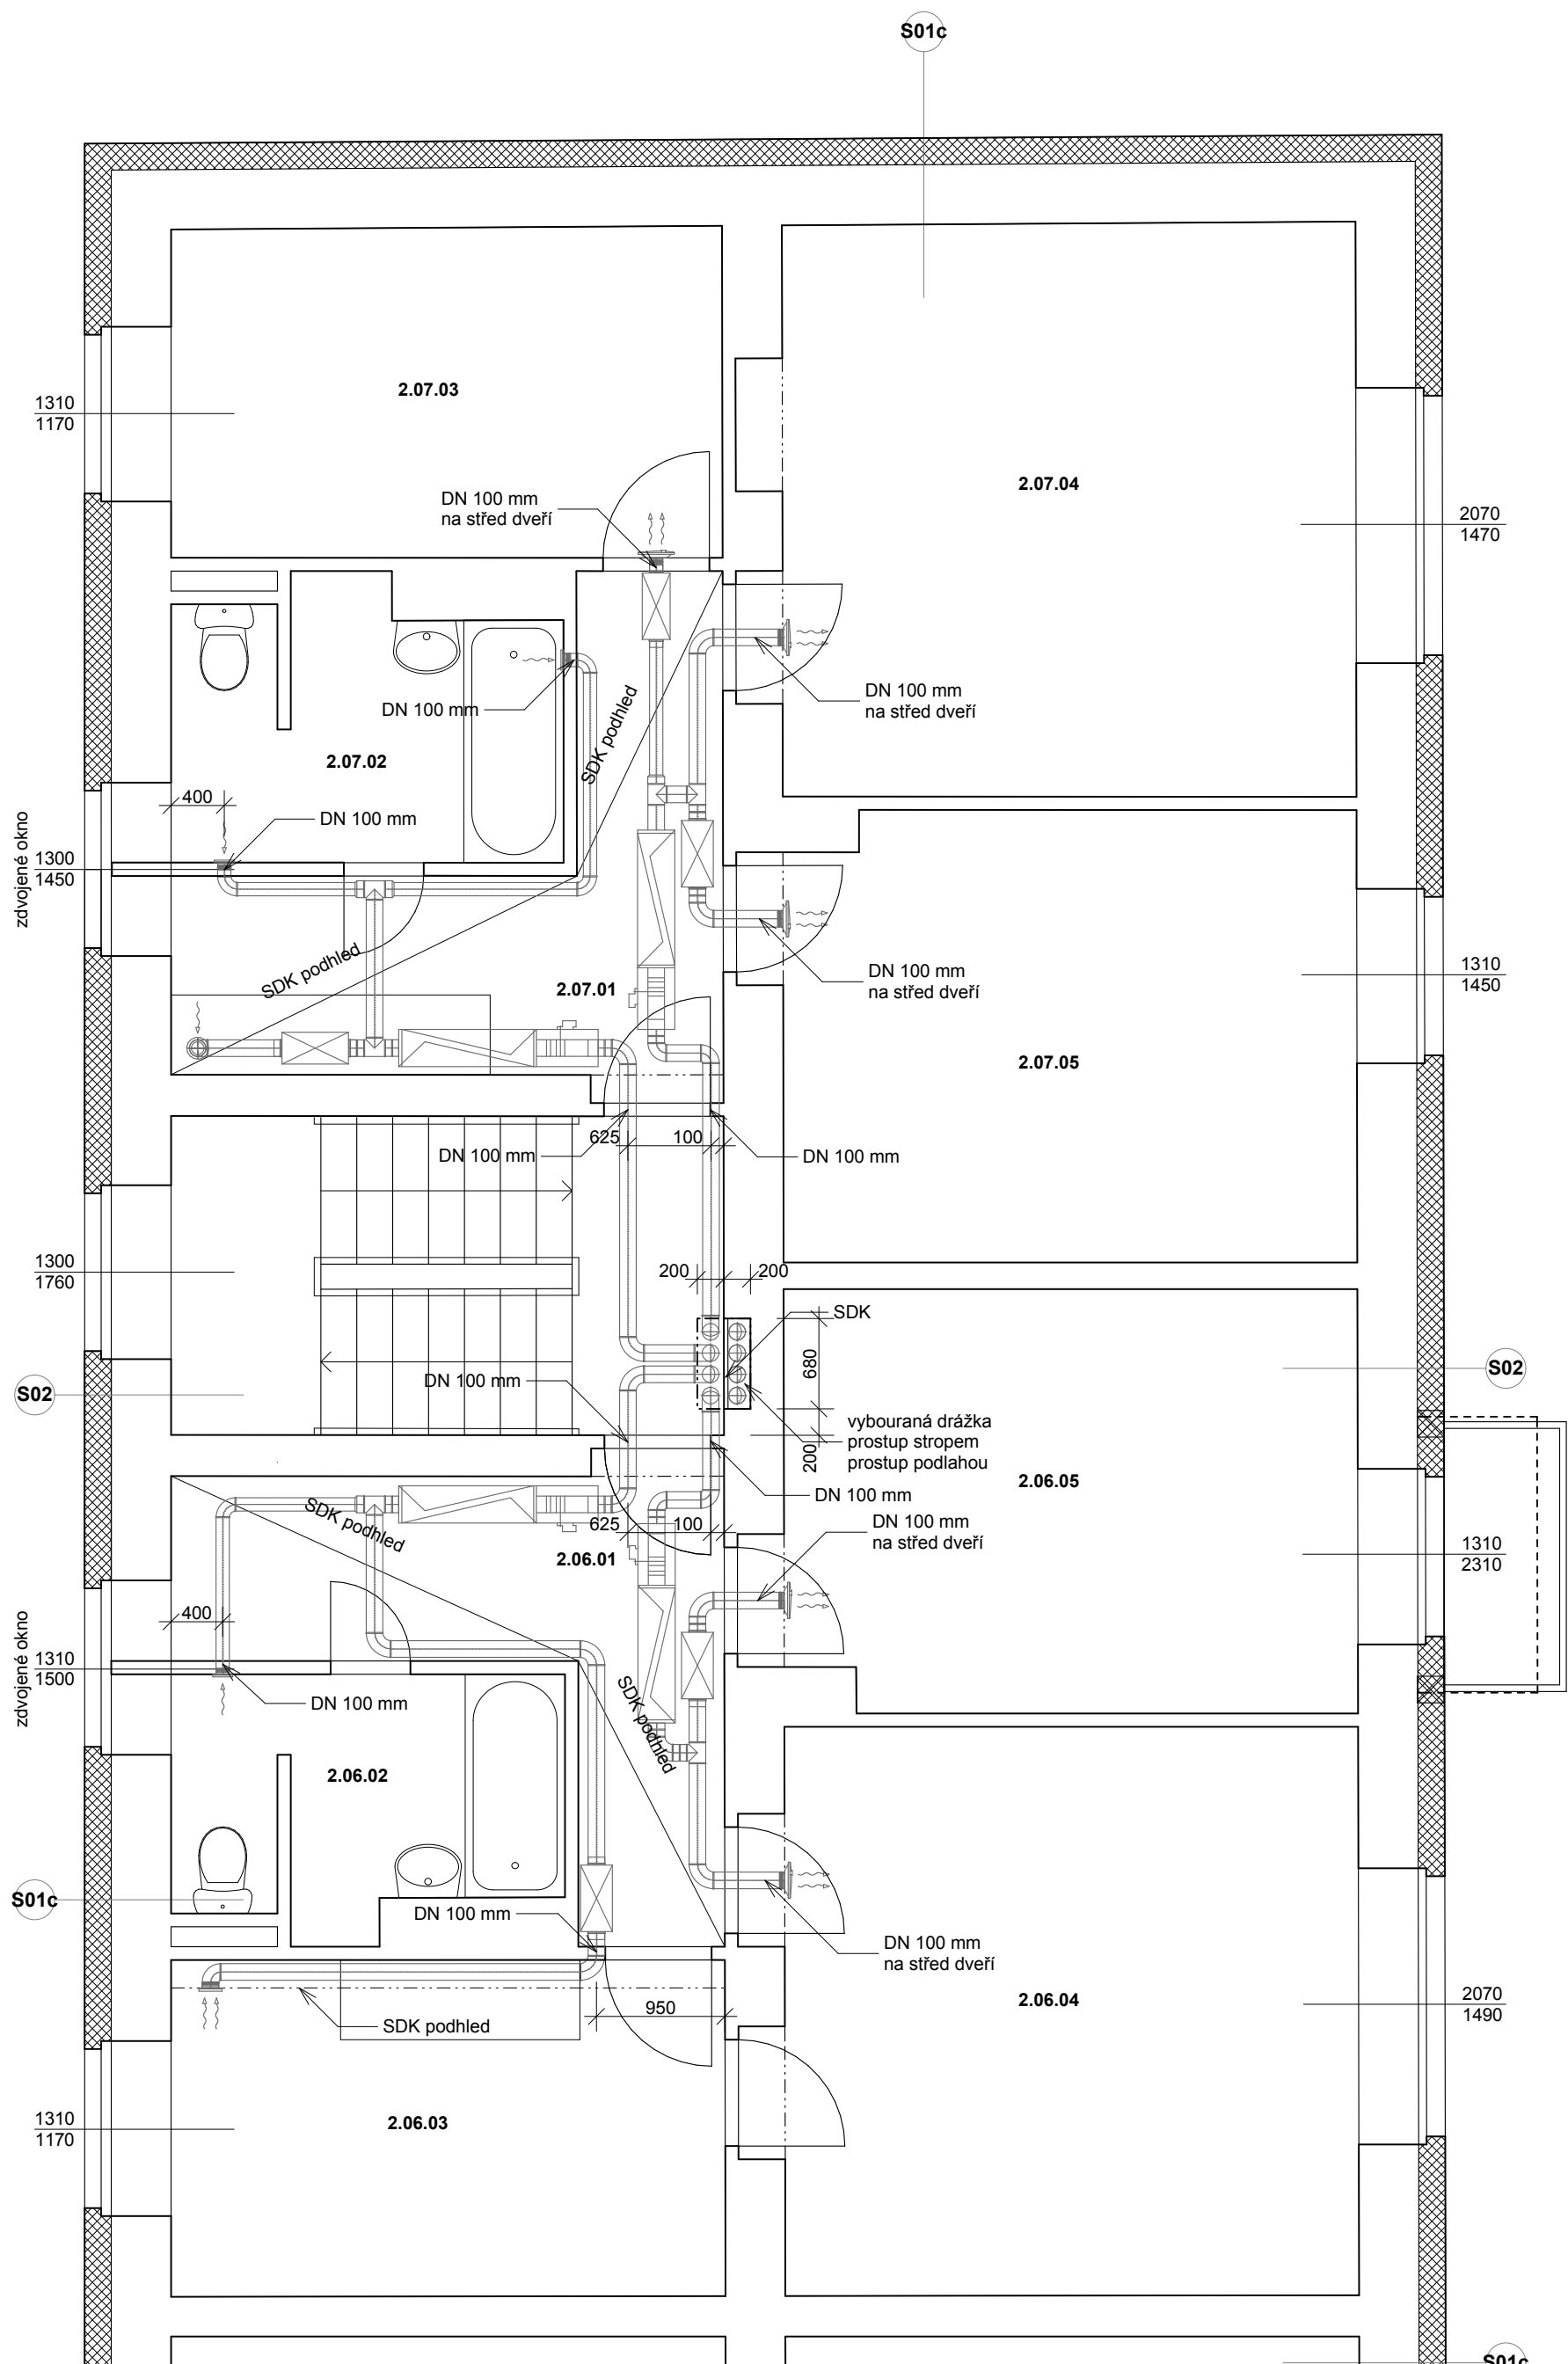 S01c
2.07.03
1310
1170
2.07.04
DN 100 mm
na střed dveří
2070
1470
DN 100 mm
na střed dveří
DN 100 mm
SDK podhled
2.07.02
400
DN 100 mm
zdvojené okno
1300
1450
SDK podhled
2.07.01
DN 100 mm
na střed dveří
1310
1450
2.07.05
625
100
DN 100 mm
DN 100 mm
1300
1760
200
200
SDK
680
DN 100 mm
S02
S02
vybouraná drážka
prostup stropem
prostup podlahou
200
2.06.05
DN 100 mm
SDK podhled
625
100
DN 100 mm
na střed dveří
2.06.01
1310
2310
400
zdvojené okno
1310
1500
DN 100 mm
SDK podhled
2.06.02
S01c
DN 100 mm
DN 100 mm
na střed dveří
2.06.04
2070
1490
950
SDK podhled
2.06.03
1310
1170
S01c